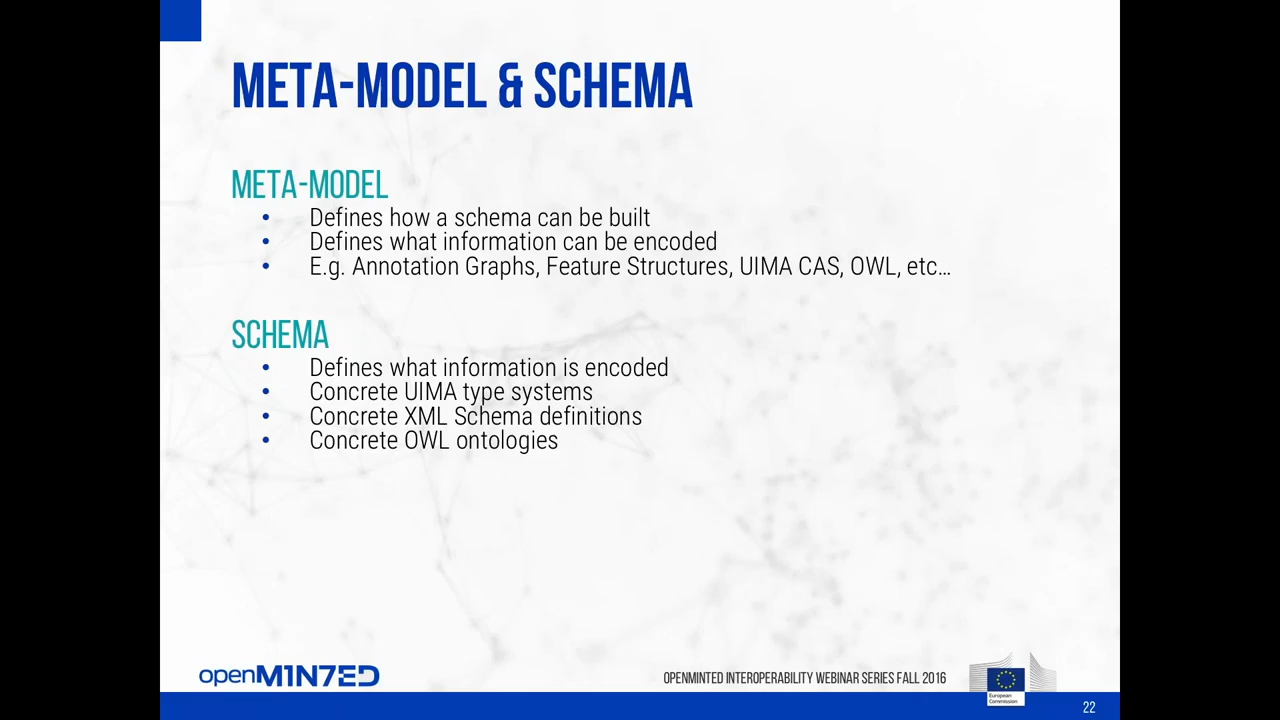 META-MODEL & SCHEMA
META-MODEL
• Defines how a schema can be built
• Defines what information can be encoded
• E.g. Annotation Graphs, Feature Structures, UIMA CAS, OWL, etc…
SCHEMA
• Defines what information is encoded
• Concrete UIMA type systems
• Concrete XML Schema definitions
• Concrete OWL ontologies
openM1N7ED
OPENMINTED INTEROPERABILITY WEBINAR SERIES FALL 2016
European
Commission
22